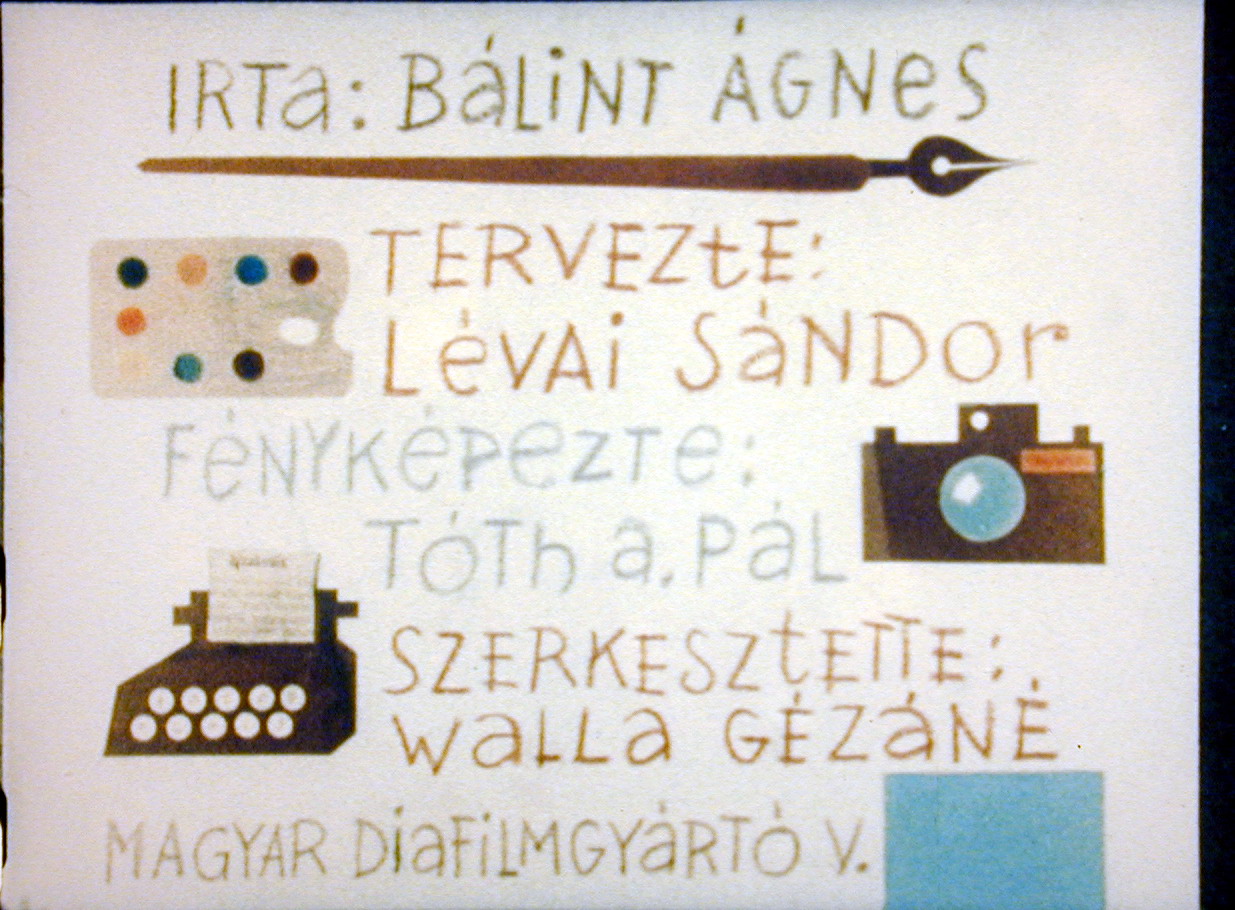 IRTa: BáLiNT ÁGNeS
TERVEZtE:
LéVAi SáNDOr
FéNYKéPeZTe:
TÓTh a. PáL
SZERKESZtETTE:
WaLLa GÉZáNÉ
MAGYAR DiaFiLMGYáRTÓ V.